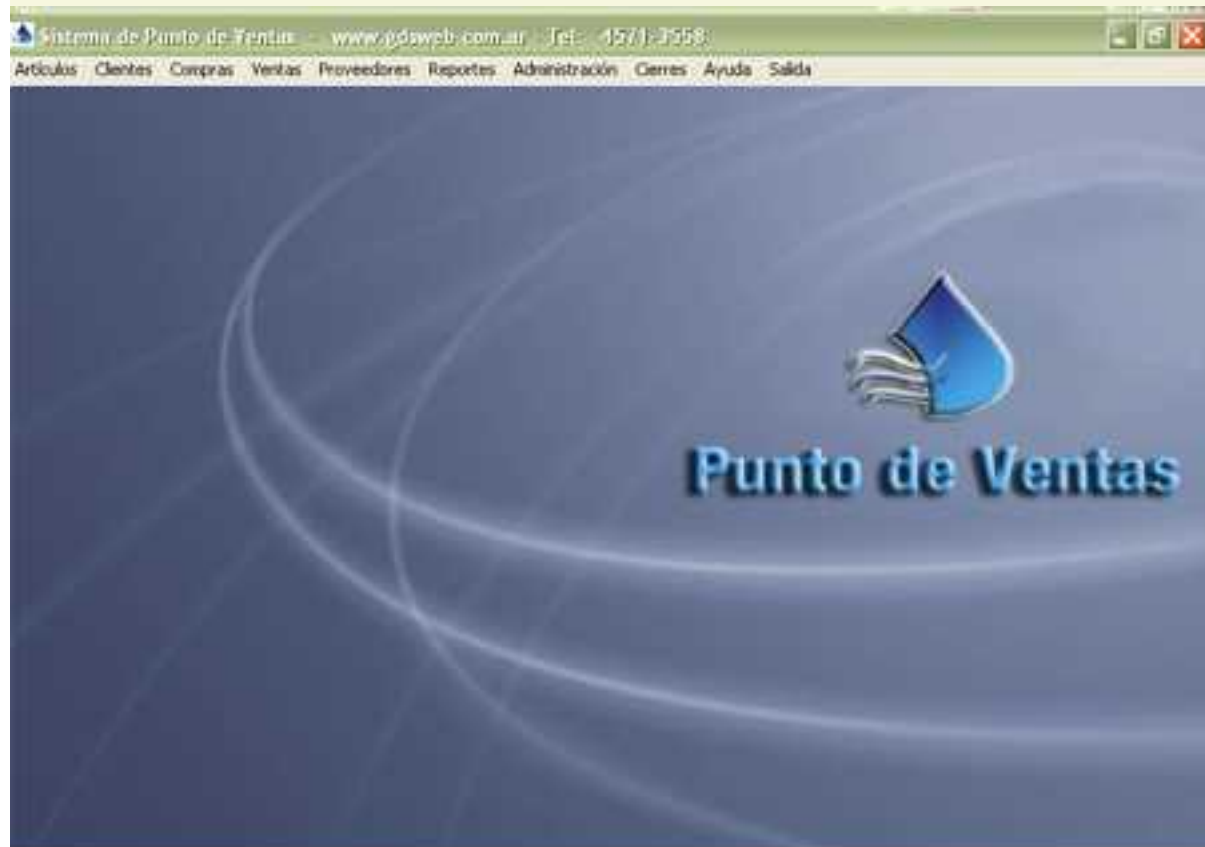 Sistema de Punto de Ventas - www.gdsweb.com.ar Tel: 4571-3558
Artículos Clientes Compras Ventas Proveedores Reportes Administración Cierres Ayuda Salida
Punto de Ventas